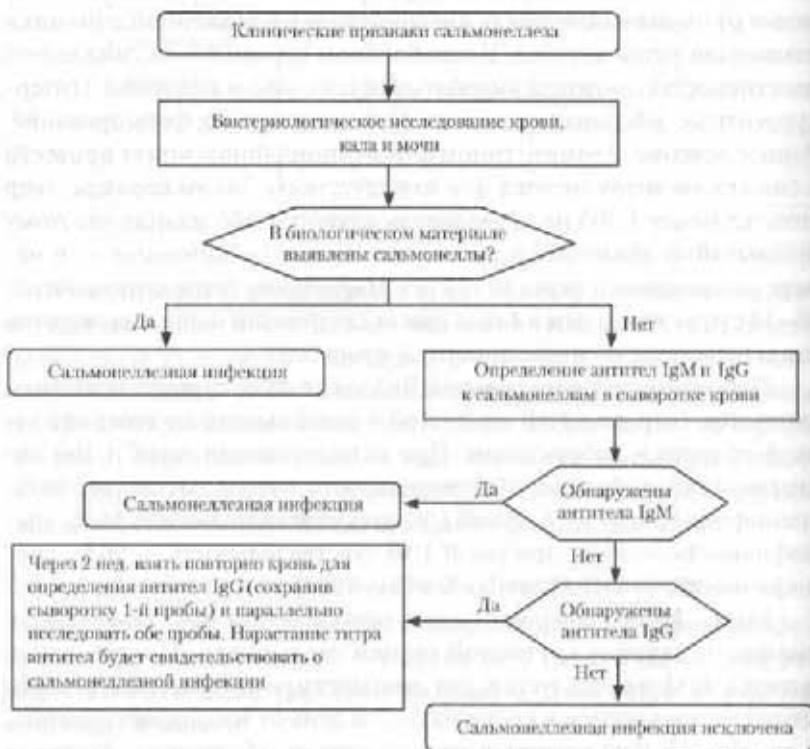 Клинические признаки сальмонеллеза
Бактериологическое исследование крови,
кала и мочи
В биологическом материале
выявлены сальмонеллы?
Да
Нет
Сальмонеллезная инфекция
Определение антител IgM и IgG
к сальмонеллам в сыворотке крови
Сальмонеллезная инфекция
Да
Обнаружены
антитела IgM
Нет
Через 2 нед. взять повторно кровь для
определения антител IgG (сохранив
сыворотку 1-й пробы) и параллельно
исследовать обе пробы. Нарастание титра
антител будет свидетельствовать о
сальмонеллезной инфекции
Да
Обнаружены
антитела IgG
Нет
Сальмонеллезная инфекция исключена